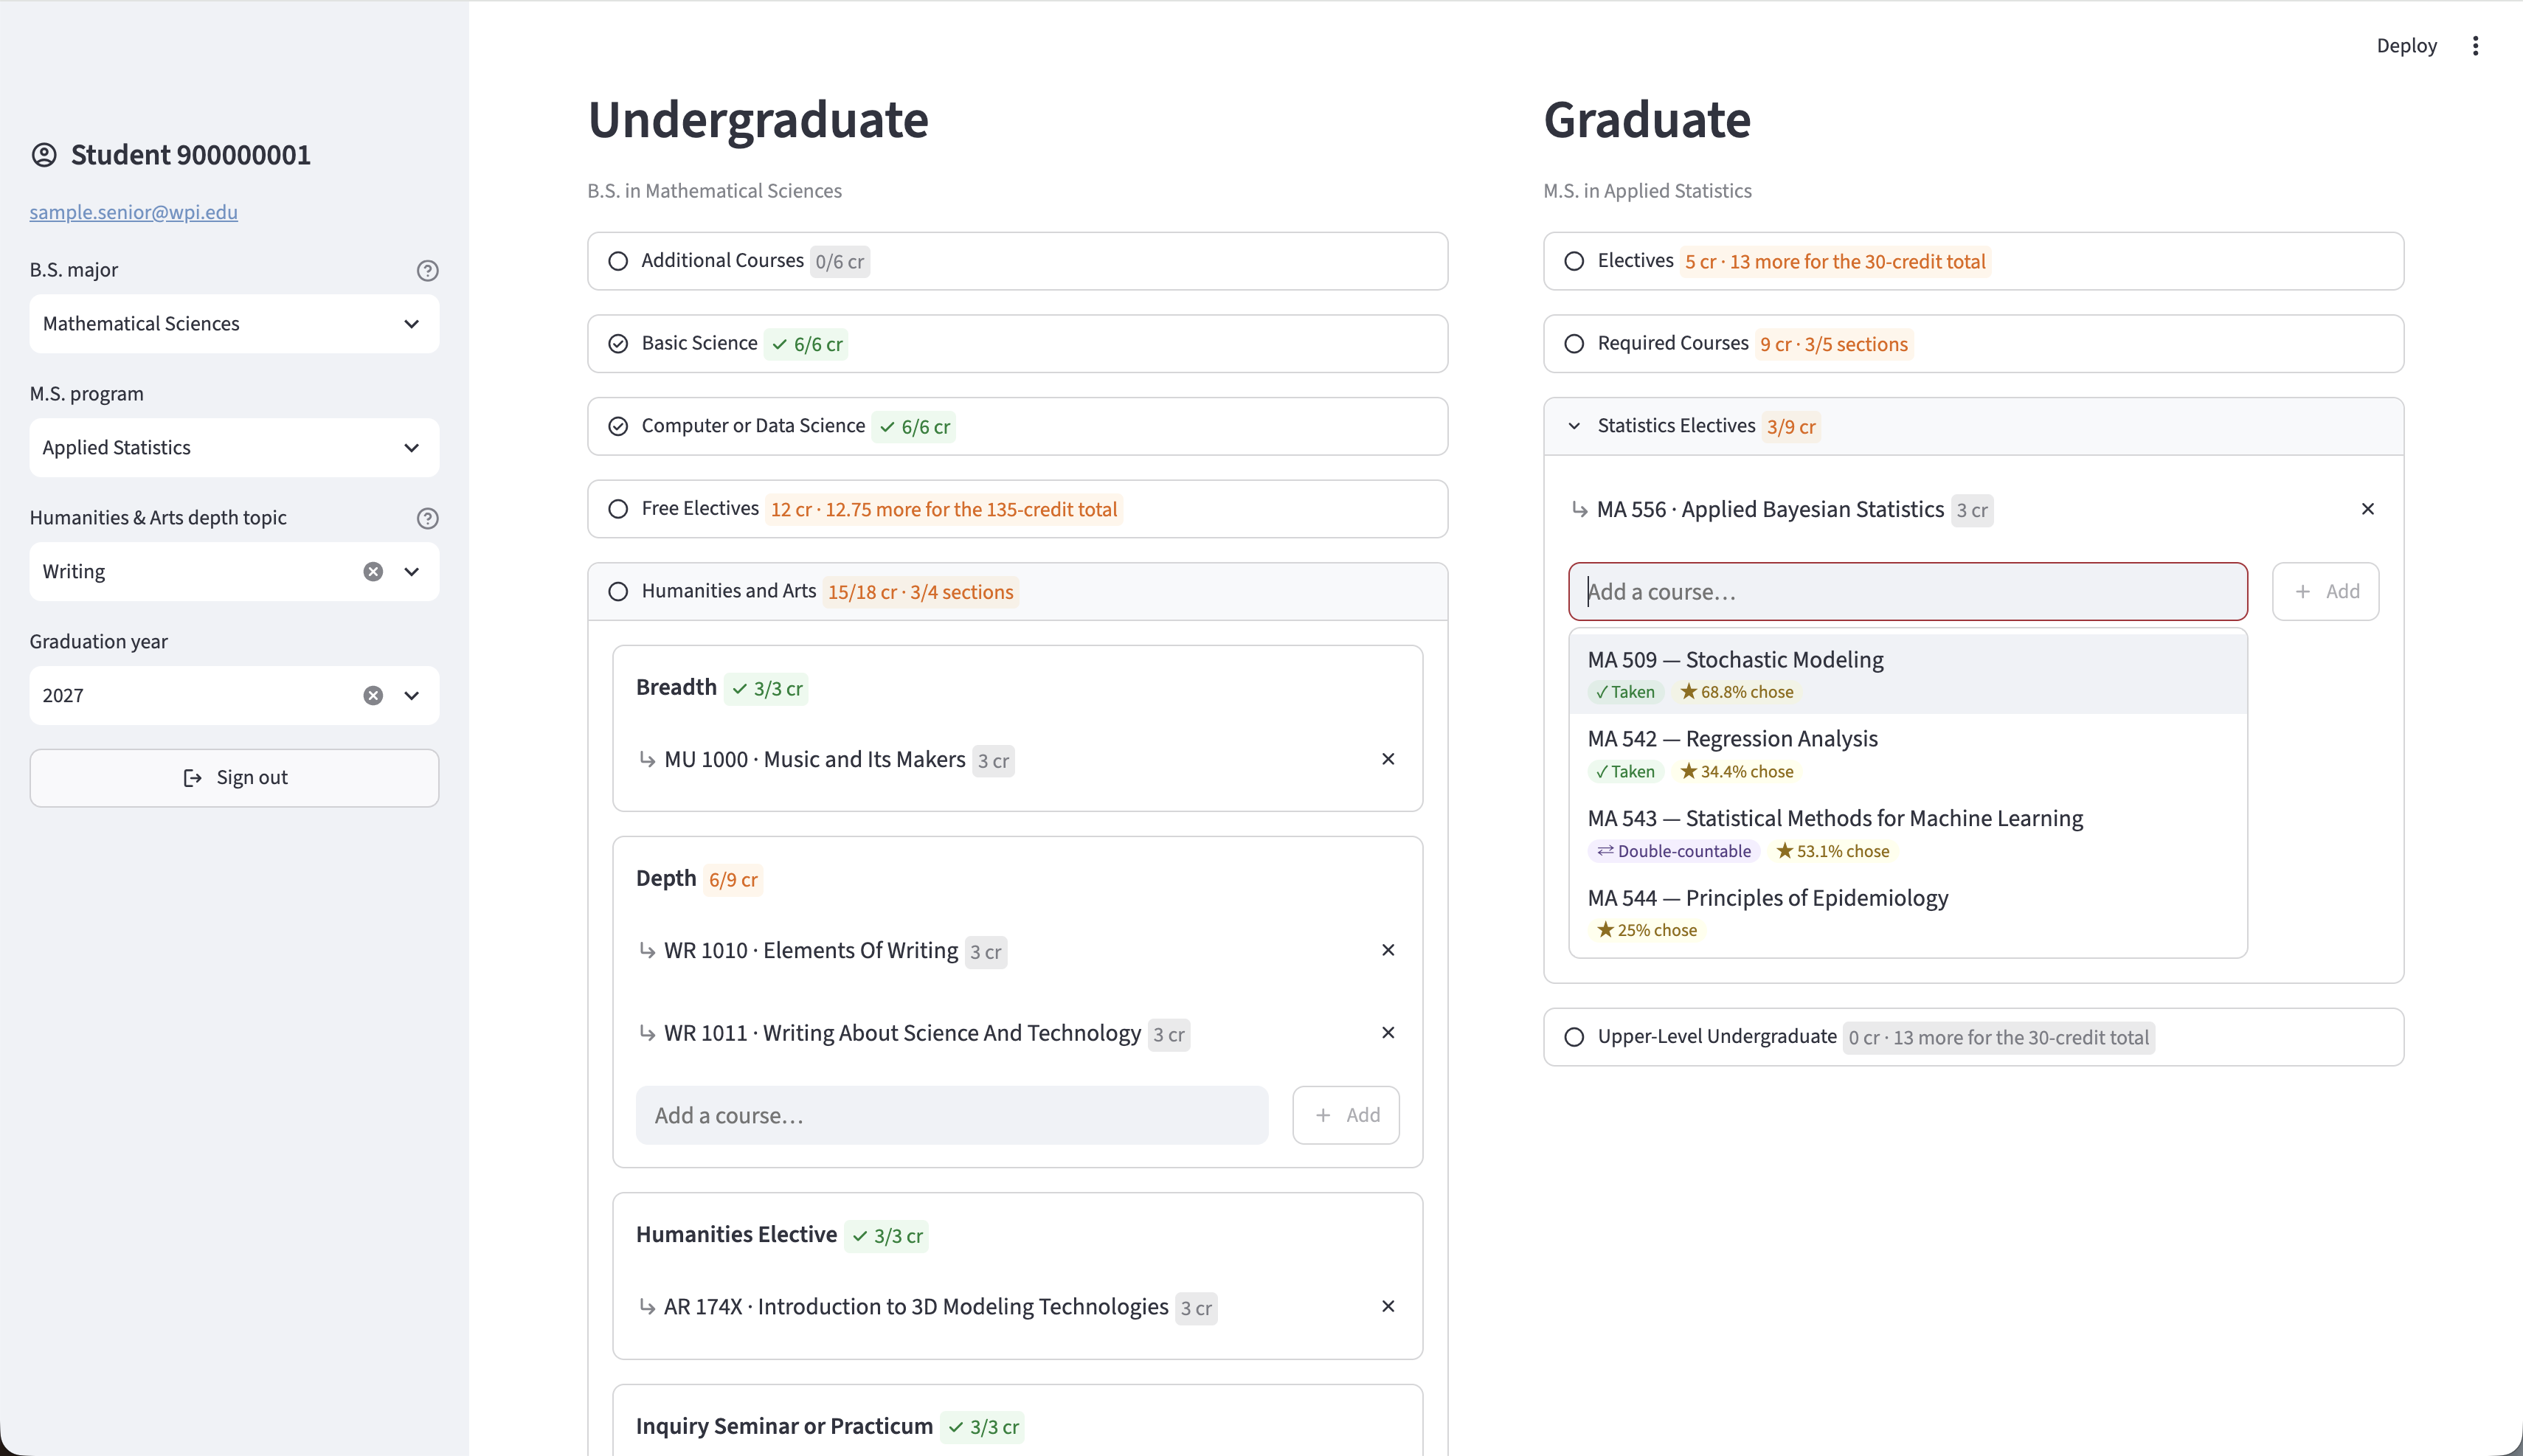 Deploy
Student 900000001
sample.senior@wpi.edu
B.S. major
Mathematical Sciences
M.S. program
Applied Statistics
Humanities & Arts depth topic
Writing
Graduation year
2027
Sign out
Undergraduate
B.S. in Mathematical Sciences
Additional Courses 0/6 cr
Basic Science ✓ 6/6 cr
Computer or Data Science ✓ 6/6 cr
Free Electives 12 cr · 12.75 more for the 135-credit total
Humanities and Arts 15/18 cr · 3/4 sections
Breadth ✓ 3/3 cr
↳ MU 1000 · Music and Its Makers 3 cr ×
Depth 6/9 cr
↳ WR 1010 · Elements Of Writing 3 cr ×
↳ WR 1011 · Writing About Science And Technology 3 cr ×
Add a course… + Add
Humanities Elective ✓ 3/3 cr
↳ AR 174X · Introduction to 3D Modeling Technologies 3 cr ×
Inquiry Seminar or Practicum ✓ 3/3 cr
Graduate
M.S. in Applied Statistics
Electives 5 cr · 13 more for the 30-credit total
Required Courses 9 cr · 3/5 sections
Statistics Electives 3/9 cr
↳ MA 556 · Applied Bayesian Statistics 3 cr ×
Add a course… + Add
MA 509 — Stochastic Modeling
✓ Taken ★ 68.8% chose
MA 542 — Regression Analysis
✓ Taken ★ 34.4% chose
MA 543 — Statistical Methods for Machine Learning
⇄ Double-countable ★ 53.1% chose
MA 544 — Principles of Epidemiology
★ 25% chose
Upper-Level Undergraduate 0 cr · 13 more for the 30-credit total